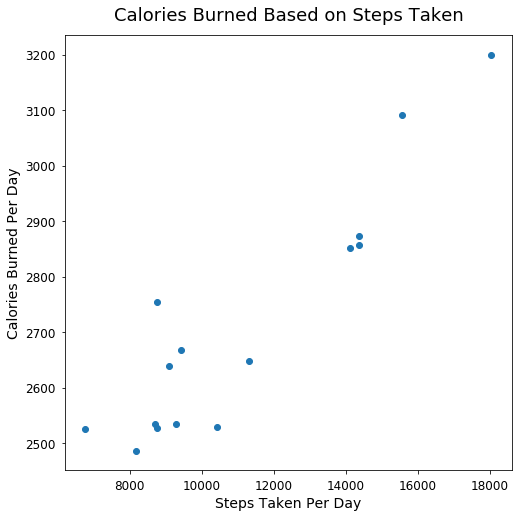 Calories Burned Based on Steps Taken
3200
3100
3000
2900
2800
2700
2600
2500
Calories Burned Per Day
8000 10000 12000 14000 16000 18000
Steps Taken Per Day